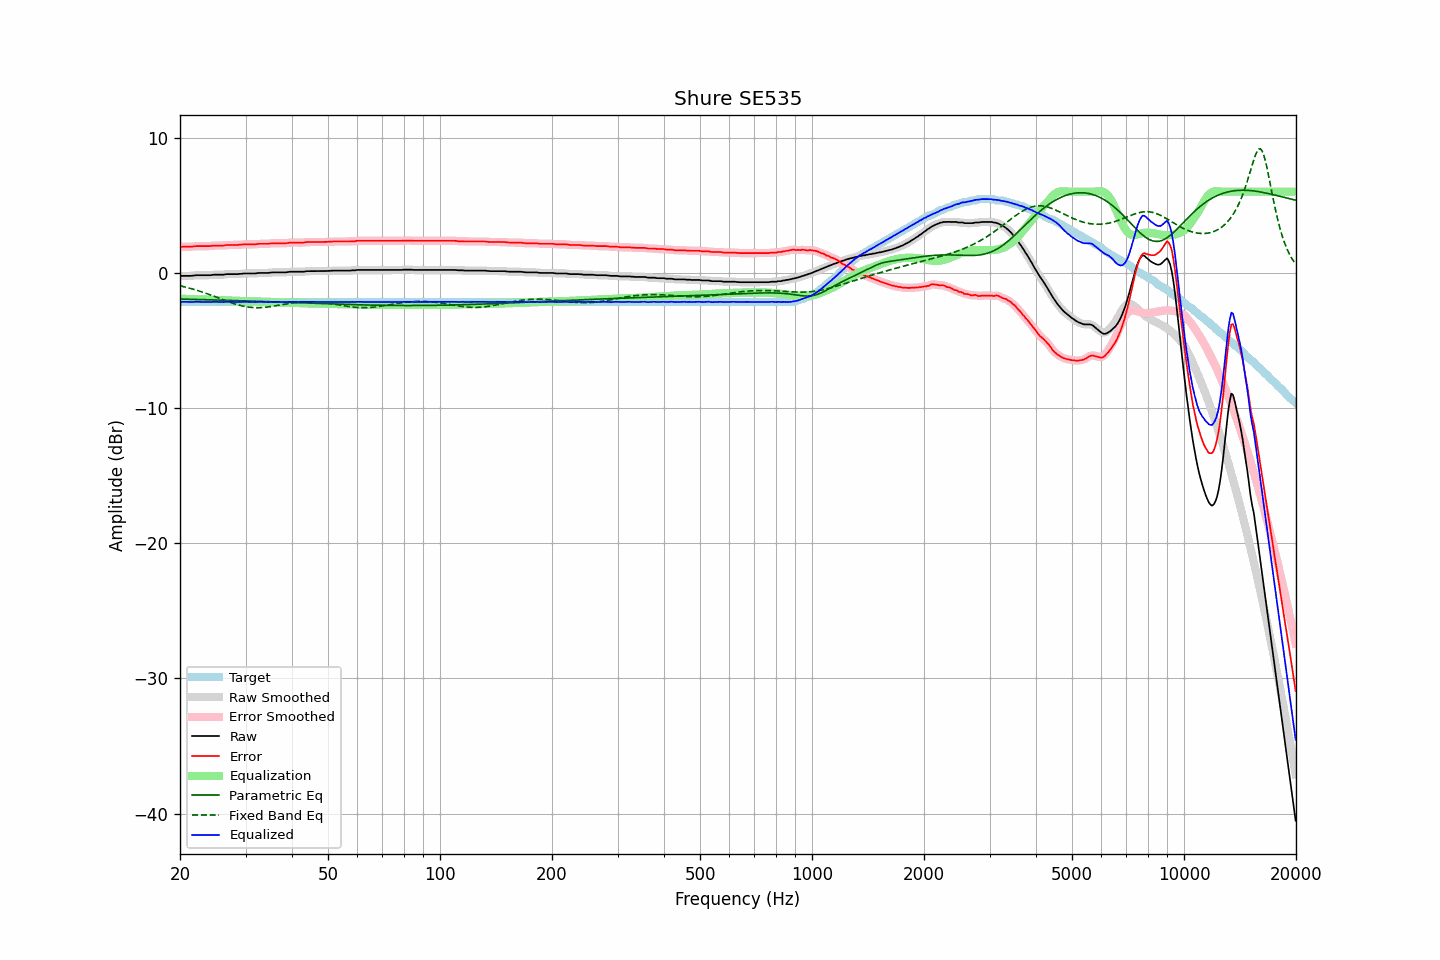 Shure SE535
10
0
−10
−20
−30
−40
Amplitude (dBr)
Target
Raw Smoothed
Error Smoothed
Raw
Error
Equalization
Parametric Eq
Fixed Band Eq
Equalized
20 50 100 200 500 1000 2000 5000 10000 20000
Frequency (Hz)